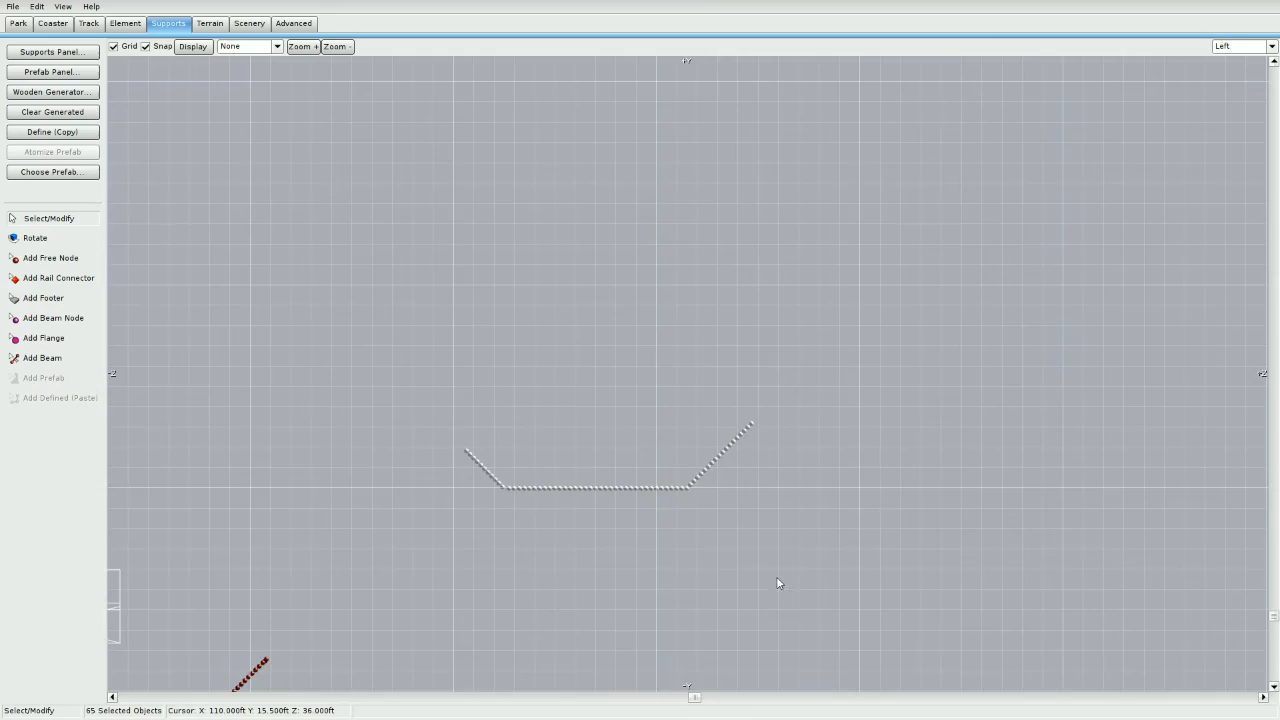 File Edit View Help
Park Coaster Track Element Supports Terrain Scenery Advanced
Supports Panel... Grid Snap Display None Zoom + Zoom - Left
Prefab Panel...
Wooden Generator...
Clear Generated
Define (Copy)
Atomize Prefab
Choose Prefab...
Select/Modify
Rotate
Add Free Node
Add Rail Connector
Add Footer
Add Beam Node
Add Flange
Add Beam
Add Prefab
Add Defined (Paste)
+Y
-Z +Z
-Y
Select/Modify 65 Selected Objects Cursor: X: 110.000ft Y: 15.500ft Z: 36.000ft